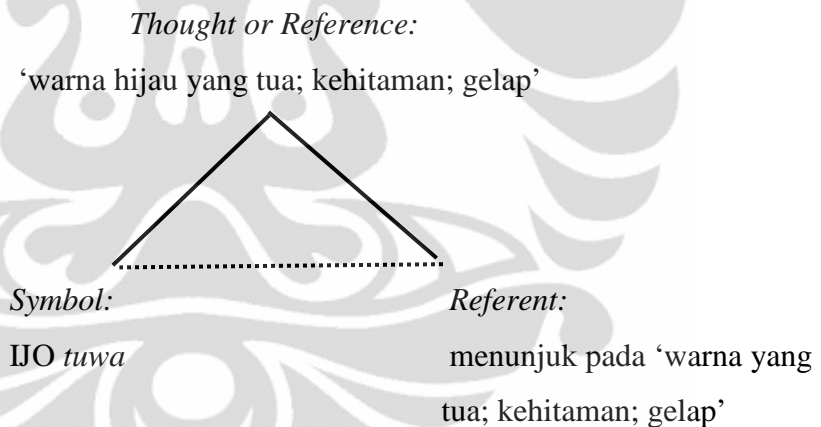 Thought or Reference:
‘warna hijau yang tua; kehitaman; gelap’
Symbol:
Referent:
IJO tuwa
menunjuk pada ‘warna yang
tua; kehitaman; gelap’